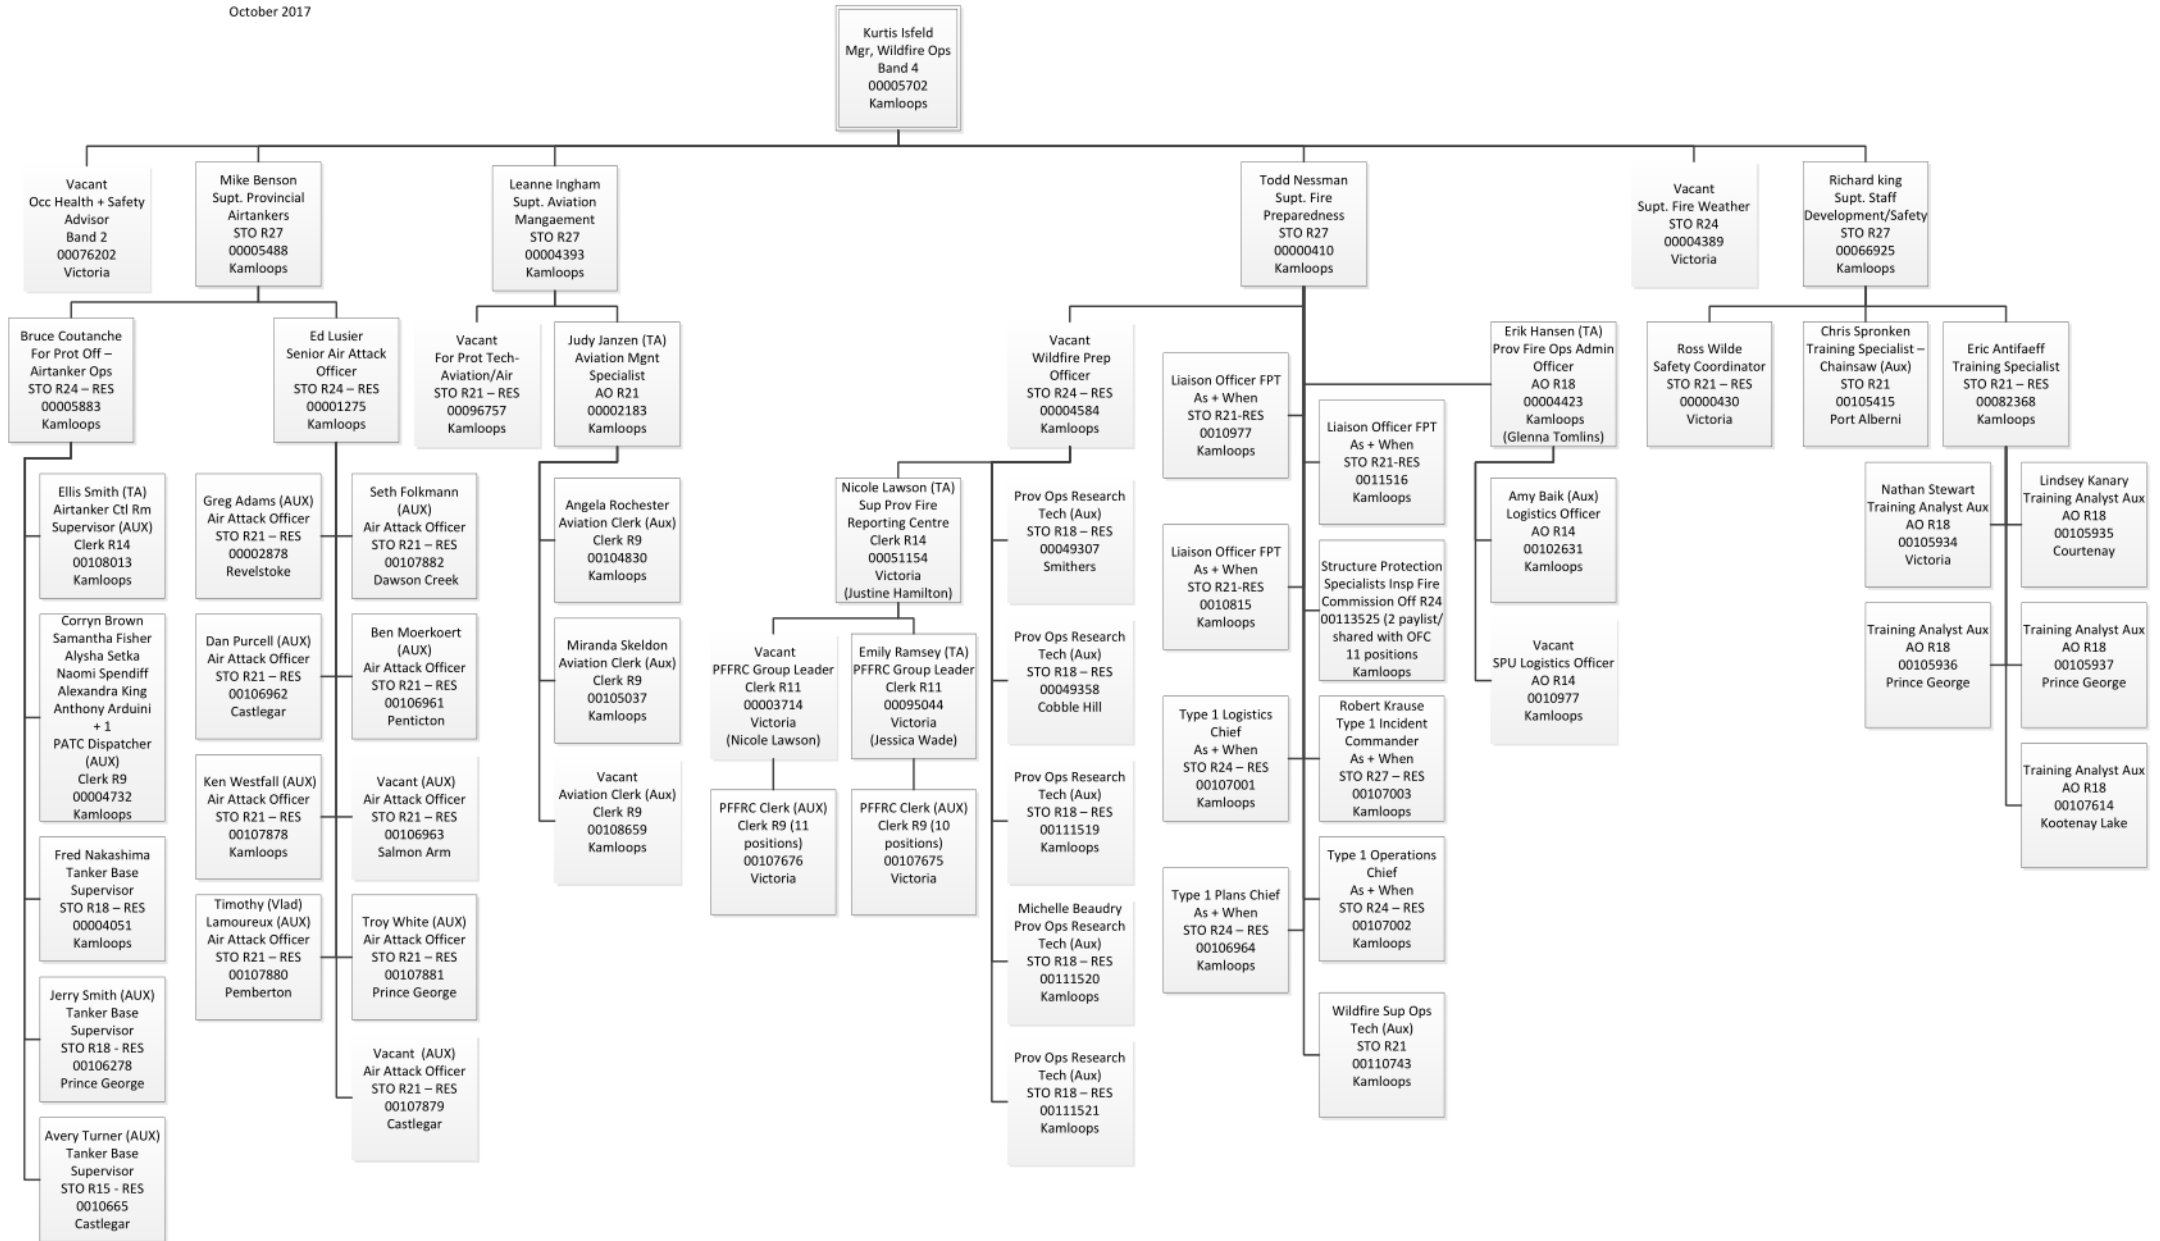 October 2017
Kurtis Isfeld
Mgr, Wildfire Ops
Band 4
00005702
Kamloops
Vacant
Occ Health + Safety
Advisor
Band 2
00076202
Victoria
Mike Benson
Supt. Provincial
Airtankers
STO R27
00005488
Kamloops
Leanne Ingham
Supt. Aviation
Mangaement
STO R27
00004393
Kamloops
Todd Nessman
Supt. Fire
Preparedness
STO R27
00000410
Kamloops
Vacant
Supt. Fire Weather
STO R24
00004389
Victoria
Richard king
Supt. Staff
Development/Safety
STO R27
00066925
Kamloops
Bruce Coutanche
For Prot Off –
Airtanker Ops
STO R24 – RES
00005883
Kamloops
Ed Lusier
Senior Air Attack
Officer
STO R24 – RES
00001275
Kamloops
Vacant
For Prot Tech-
Aviation/Air
STO R21 – RES
00096757
Kamloops
Judy Janzen (TA)
Aviation Mgnt
Specialist
AO R21
00002183
Kamloops
Vacant
Wildfire Prep
Officer
STO R24 – RES
00004584
Kamloops
Liaison Officer FPT
As + When
STO R21-RES
0010977
Kamloops
Liaison Officer FPT
As + When
STO R21-RES
0011516
Kamloops
Erik Hansen (TA)
Prov Fire Ops Admin
Officer
AO R18
00004423
Kamloops
(Glenna Tomlins)
Ross Wilde
Safety Coordinator
STO R21 – RES
00000430
Victoria
Chris Spronken
Training Specialist –
Chainsaw (Aux)
STO R21
00105415
Port Alberni
Eric Antifaeff
Training Specialist
STO R21 – RES
00082368
Kamloops
Ellis Smith (TA)
Airtanker Ctl Rm
Supervisor (AUX)
Clerk R14
00108013
Kamloops
Corryn Brown
Samantha Fisher
Alysha Setka
Naomi Spendiff
Alexandra King
Anthony Arduini
+ 1
PATC Dispatcher
(AUX)
Clerk R9
00004732
Kamloops
Fred Nakashima
Tanker Base
Supervisor
STO R18 – RES
00004051
Kamloops
Jerry Smith (AUX)
Tanker Base
Supervisor
STO R18 - RES
00106278
Prince George
Avery Turner (AUX)
Tanker Base
Supervisor
STO R15 - RES
0010665
Castlegar
Greg Adams (AUX)
Air Attack Officer
STO R21 – RES
00002878
Revelstoke
Seth Folkmann
(AUX)
Air Attack Officer
STO R21 – RES
00107882
Dawson Creek
Dan Purcell (AUX)
Air Attack Officer
STO R21 – RES
00106962
Castlegar
Ben Moerkoert
(AUX)
Air Attack Officer
STO R21 – RES
00106961
Penticton
Ken Westfall (AUX)
Air Attack Officer
STO R21 – RES
00107878
Kamloops
Vacant (AUX)
Air Attack Officer
STO R21 – RES
00106963
Salmon Arm
Timothy (Vlad)
Lamoureux (AUX)
Air Attack Officer
STO R21 – RES
00107880
Pemberton
Troy White (AUX)
Air Attack Officer
STO R21 – RES
00107881
Prince George
Vacant (AUX)
Air Attack Officer
STO R21 – RES
00107879
Castlegar
Angela Rochester
Aviation Clerk (Aux)
Clerk R9
00104830
Kamloops
Miranda Skeldon
Aviation Clerk (Aux)
Clerk R9
00105037
Kamloops
Vacant
Aviation Clerk (Aux)
Clerk R9
00108659
Kamloops
Nicole Lawson (TA)
Sup Prov Fire
Reporting Centre
Clerk R14
00051154
Victoria
(Justine Hamilton)
Vacant
PFFRC Group Leader
Clerk R11
00003714
Victoria
(Nicole Lawson)
Emily Ramsey (TA)
PFFRC Group Leader
Clerk R11
00095044
Victoria
(Jessica Wade)
PFFRC Clerk (AUX)
Clerk R9 (11
positions)
00107676
Victoria
PFFRC Clerk (AUX)
Clerk R9 (10
positions)
00107675
Victoria
Prov Ops Research
Tech (Aux)
STO R18 – RES
00049307
Smithers
Prov Ops Research
Tech (Aux)
STO R18 – RES
00049358
Cobble Hill
Prov Ops Research
Tech (Aux)
STO R18 – RES
00111519
Kamloops
Michelle Beaudry
Prov Ops Research
Tech (Aux)
STO R18 – RES
00111520
Kamloops
Prov Ops Research
Tech (Aux)
STO R18 – RES
00111521
Kamloops
Liaison Officer FPT
As + When
STO R21-RES
0010815
Kamloops
Structure Protection
Specialists Insp Fire
Commission Off R24
00113525 (2 paylist/
shared with OFC
11 positions
Kamloops
Type 1 Logistics
Chief
As + When
STO R24 – RES
00107001
Kamloops
Robert Krause
Type 1 Incident
Commander
As + When
STO R27 – RES
00107003
Kamloops
Type 1 Plans Chief
As + When
STO R24 – RES
00106964
Kamloops
Type 1 Operations
Chief
As + When
STO R24 – RES
00107002
Kamloops
Wildfire Sup Ops
Tech (Aux)
STO R21
00110743
Kamloops
Amy Baik (Aux)
Logistics Officer
AO R14
00102631
Kamloops
Vacant
SPU Logistics Officer
AO R14
0010977
Kamloops
Nathan Stewart
Training Analyst Aux
AO R18
00105934
Victoria
Lindsey Kanary
Training Analyst Aux
AO R18
00105935
Courtenay
Training Analyst Aux
AO R18
00105936
Prince George
Training Analyst Aux
AO R18
00105937
Prince George
Training Analyst Aux
AO R18
00107614
Kootenay Lake